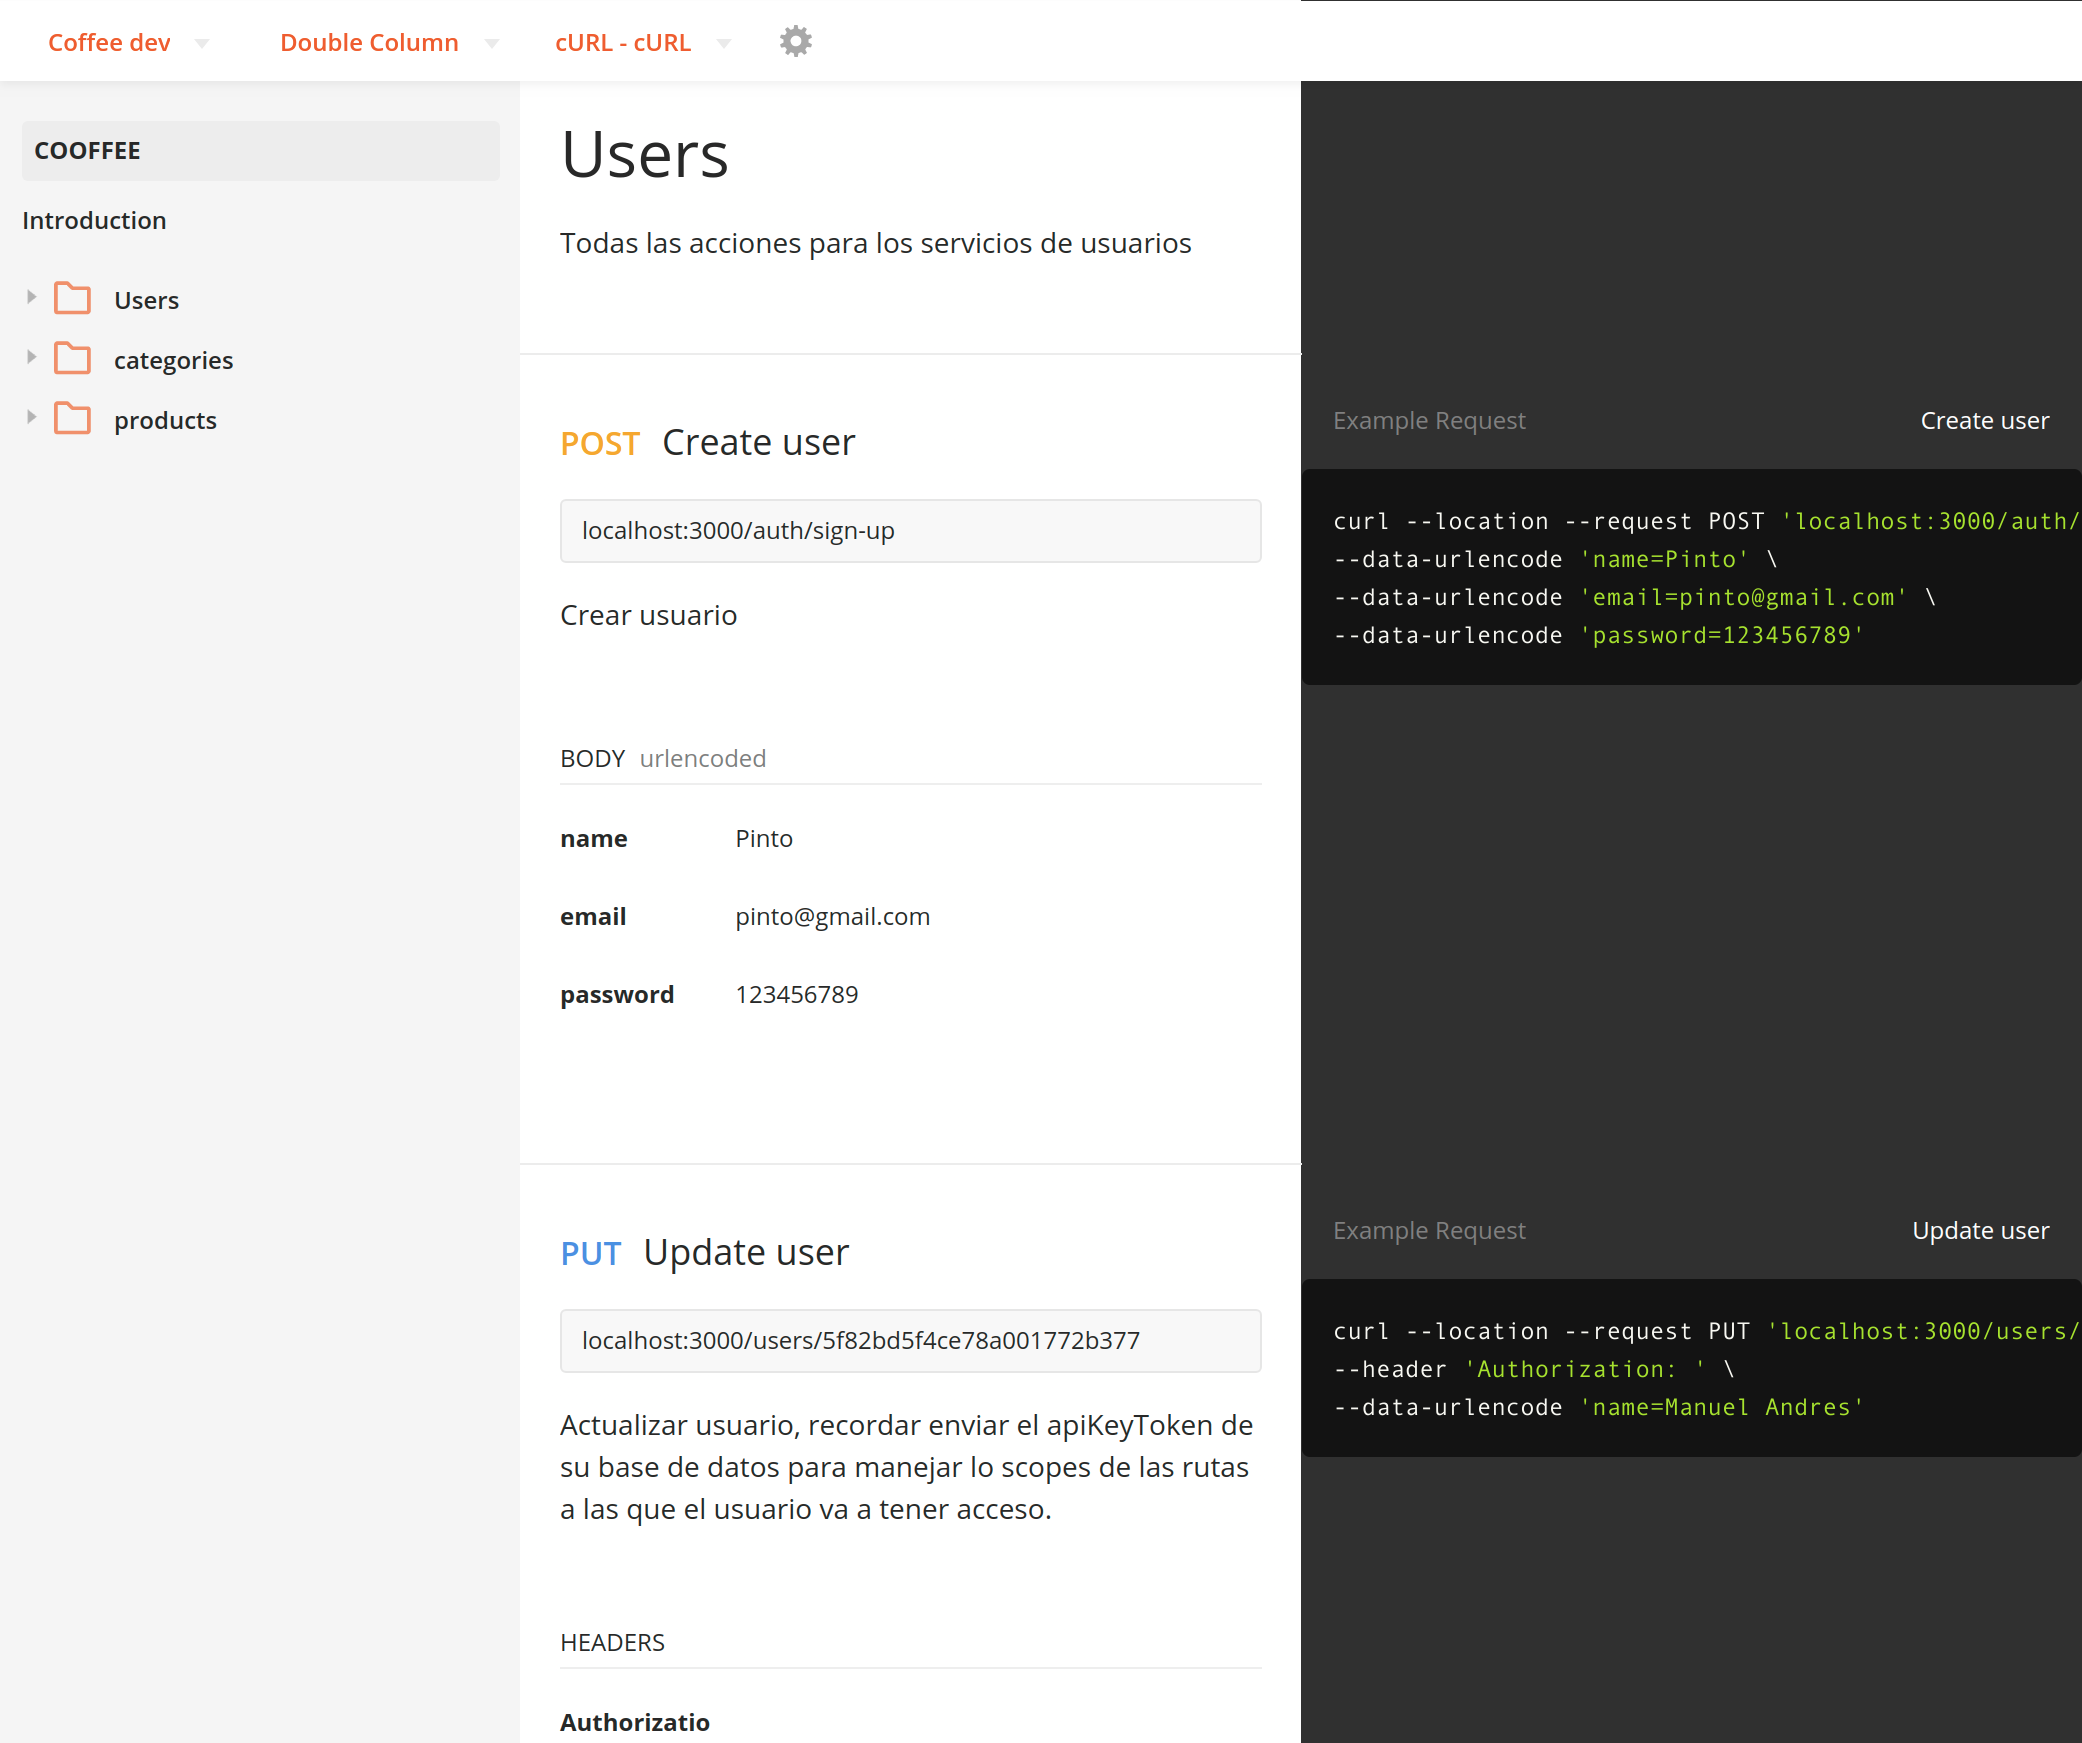 Coffee dev
Double Column
cURL - cURL
COOFFEE
Introduction
Users
categories
products
Users
Todas las acciones para los servicios de usuarios
POST Create user
localhost:3000/auth/sign-up
Crear usuario
BODY urlencoded
name Pinto
email pinto@gmail.com
password 123456789
Example Request Create user
curl --location --request POST 'localhost:3000/auth/
--data-urlencode 'name=Pinto' \
--data-urlencode 'email=pinto@gmail.com' \
--data-urlencode 'password=123456789'
PUT Update user
localhost:3000/users/5f82bd5f4ce78a001772b377
Actualizar usuario, recordar enviar el apiKeyToken de
su base de datos para manejar lo scopes de las rutas
a las que el usuario va a tener acceso.
HEADERS
Authorizatio
Example Request Update user
curl --location --request PUT 'localhost:3000/users/
--header 'Authorization: ' \
--data-urlencode 'name=Manuel Andres'